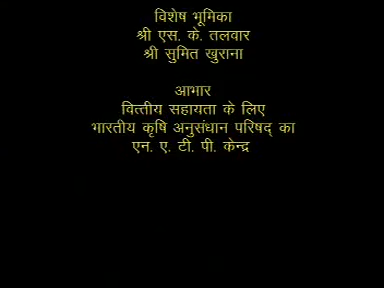 विशेष भूमिका
श्री एस. के. तलवार
श्री सुमित खुराना
आभार
वित्तीय सहायता के लिए
भारतीय कृषि अनुसंधान परिषद् का
एन. ए. टी. पी. केन्द्र